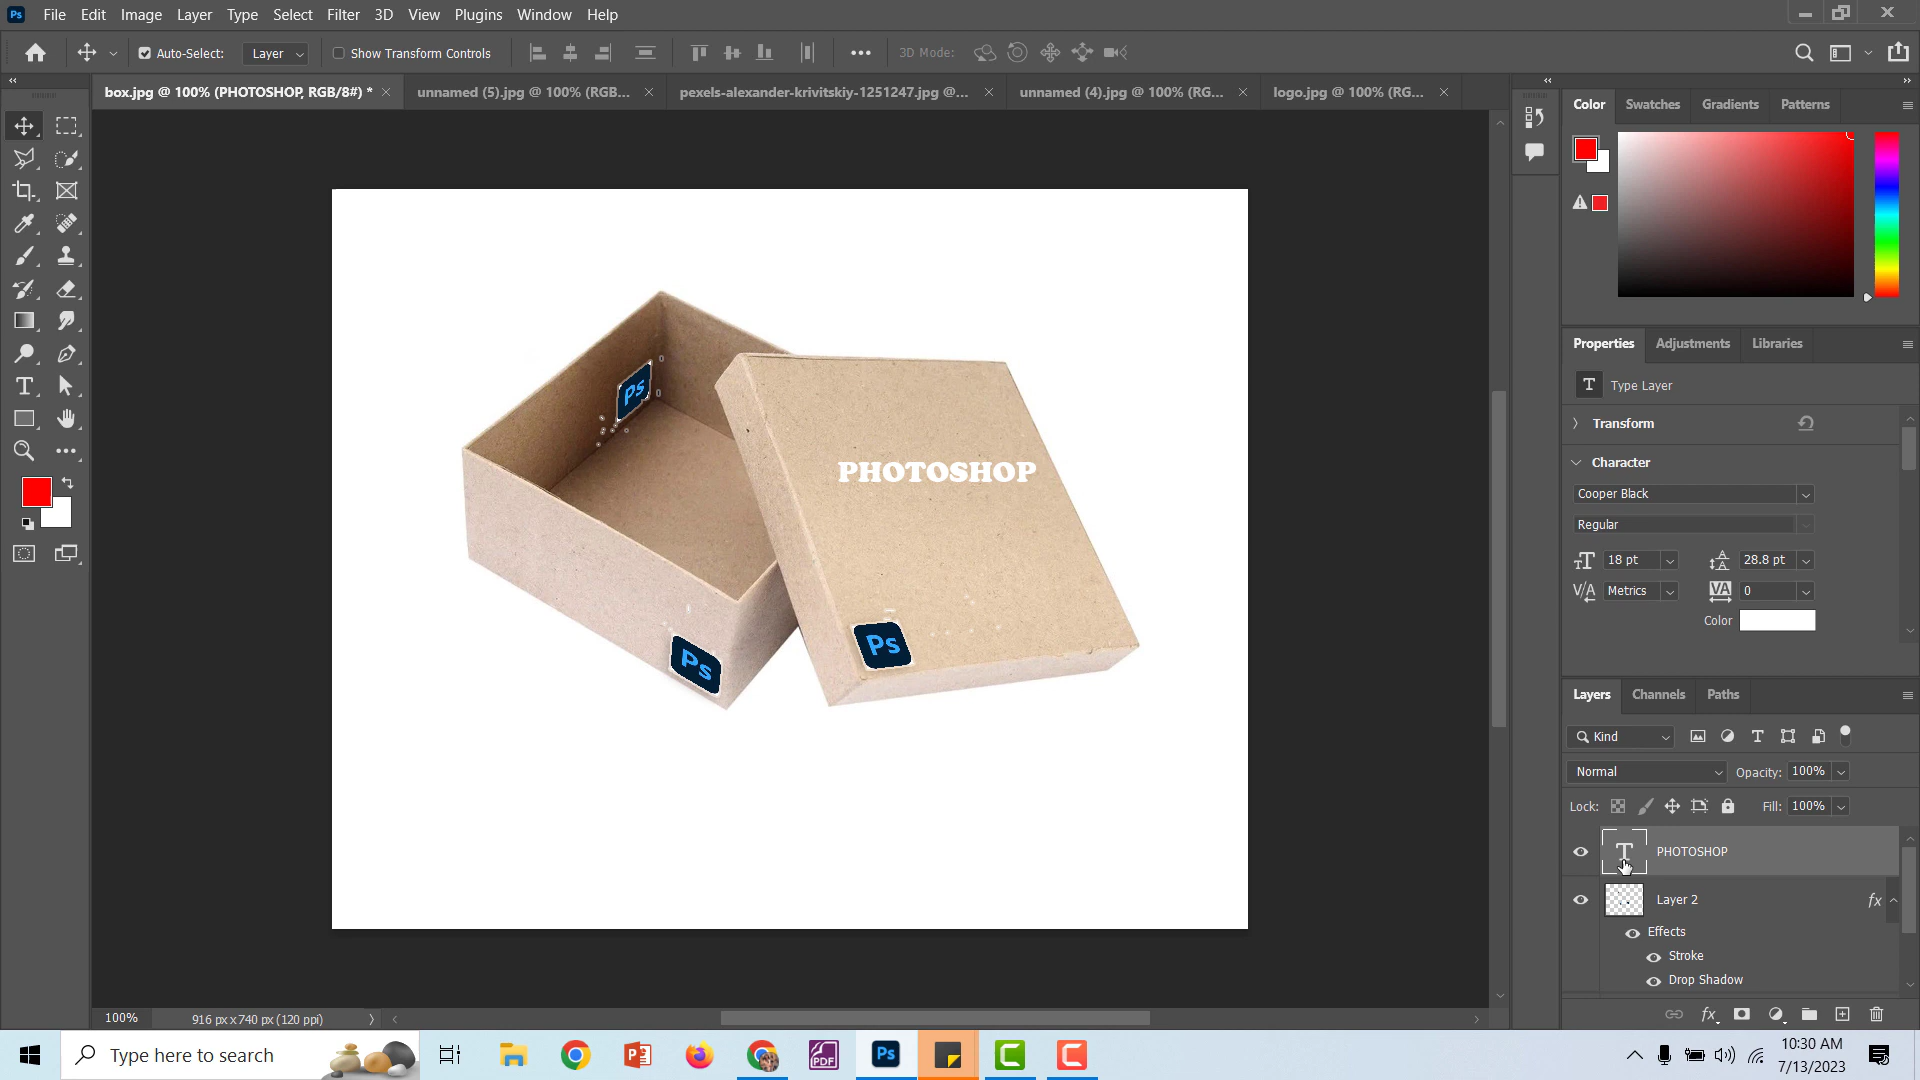 Ps File Edit Image Layer Type Select Filter 3D View Plugins Window Help
Auto-Select: Layer Show Transform Controls 3D Mode:
box.jpg @ 100% (PHOTOSHOP, RGB/8#) * unnamed (5).jpg @ 100% (RGB... pexels-alexander-krivitskiy-1251247.jpg @... unnamed (4).jpg @ 100% (RG... logo.jpg @ 100% (RG...
Color Swatches Gradients Patterns
Properties Adjustments Libraries
T Type Layer
Transform
Character
Cooper Black
Regular
18 pt 28.8 pt
Metrics 0
Color
Ps
PHOTOSHOP
Ps
Ps
Layers Channels Paths
Kind
Normal Opacity: 100%
Lock: Fill: 100%
T PHOTOSHOP
Layer 2 fx
Effects
Stroke
Drop Shadow
100% 916 px x 740 px (120 ppi)
Type here to search
PDF
Ps
10:30 AM
7/13/2023